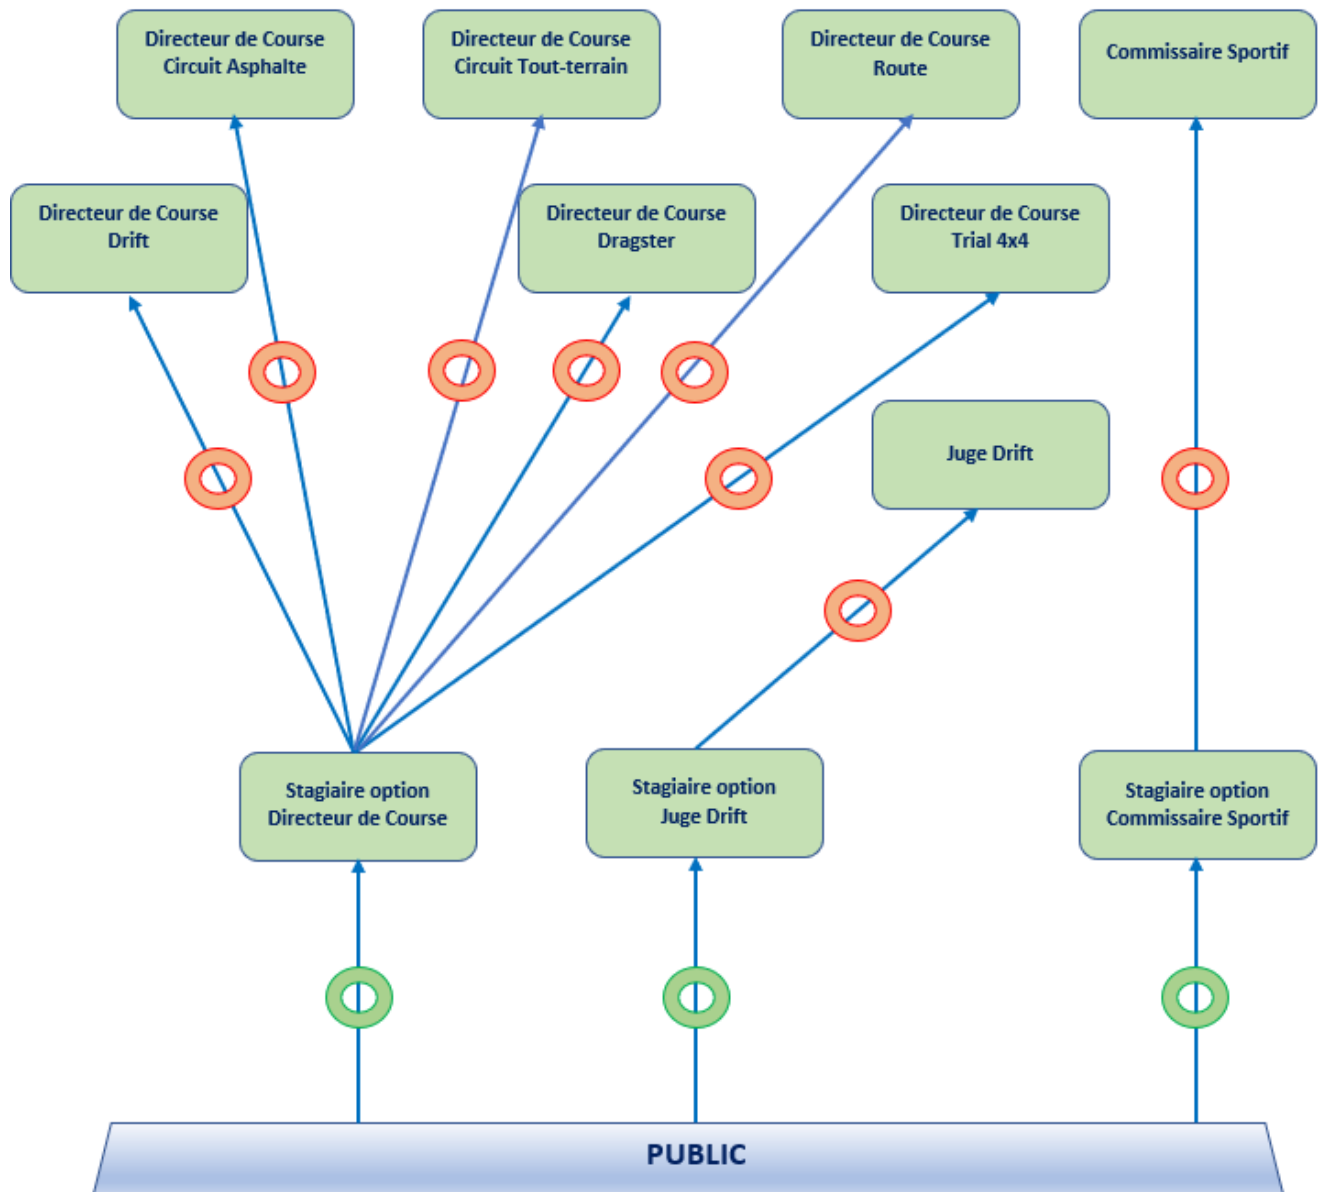 Directeur de Course
Circuit Asphalte
Directeur de Course
Circuit Tout-terrain
Directeur de Course
Route
Commissaire Sportif
Directeur de Course
Drift
Directeur de Course
Dragster
Directeur de Course
Trial 4x4
Juge Drift
Stagiaire option
Directeur de Course
Stagiaire option
Juge Drift
Stagiaire option
Commissaire Sportif
PUBLIC